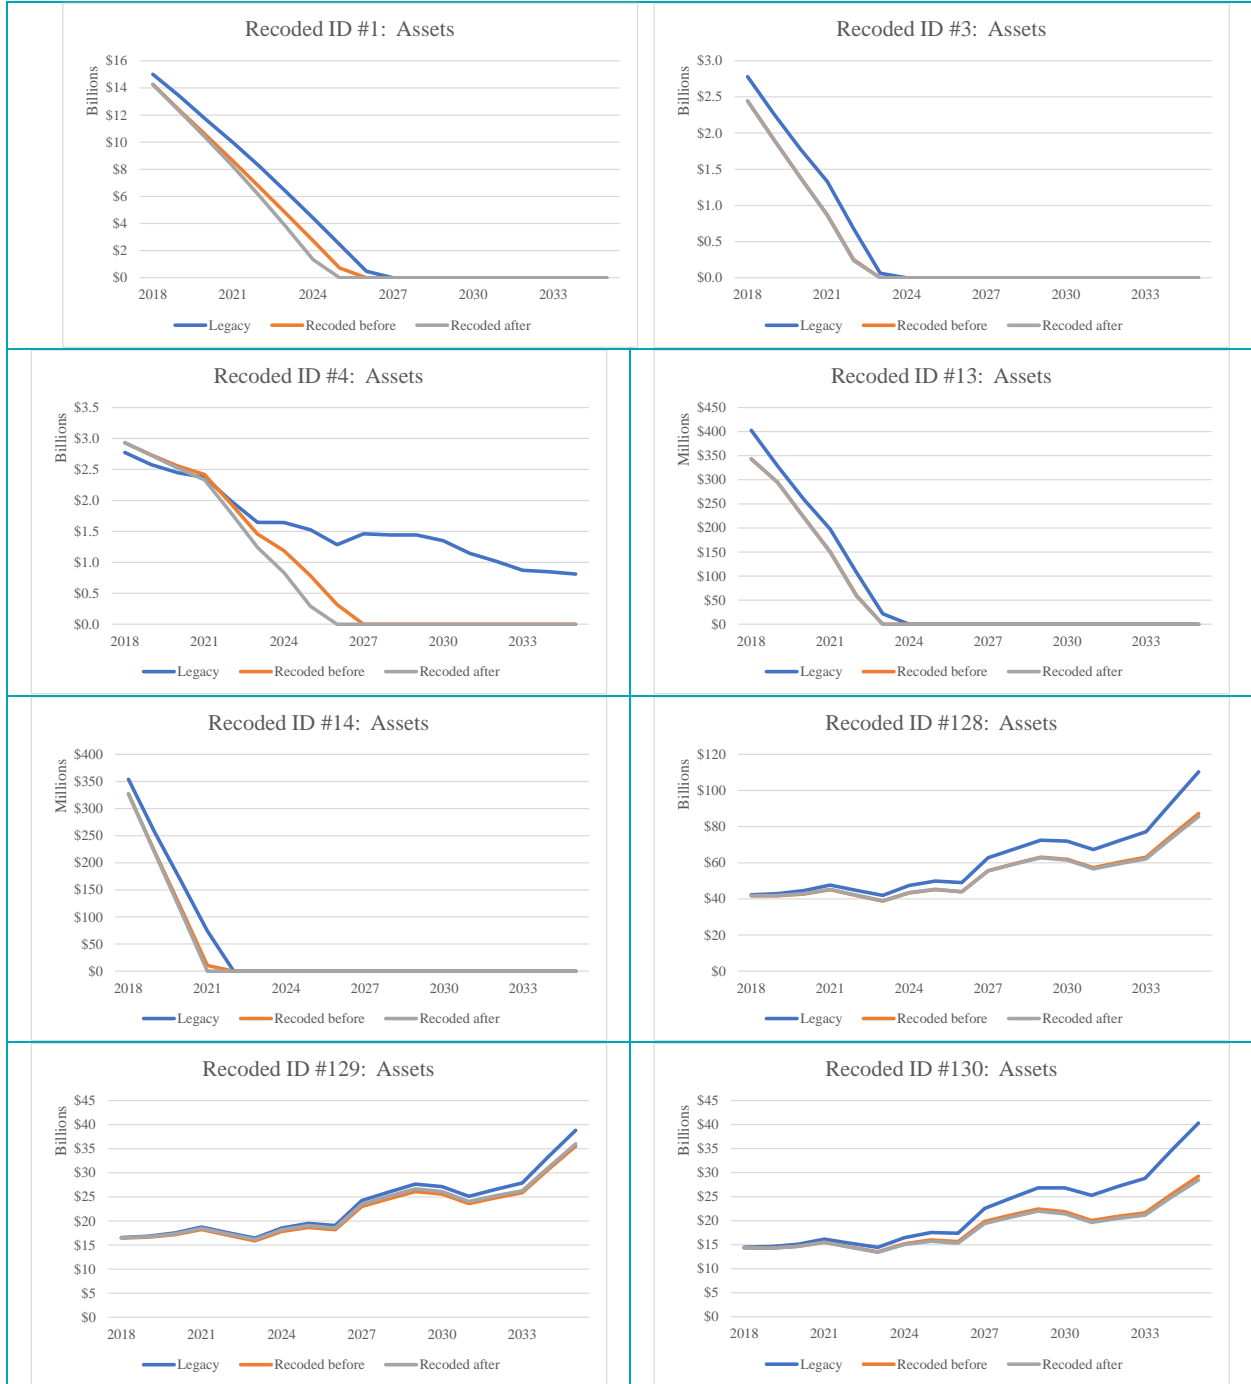 Recoded ID #1:  Assets
Billions
$16
$14
$12
$10
$8
$6
$4
$2
$0
2018 2021 2024 2027 2030 2033
Legacy Recoded before Recoded after
Recoded ID #3:  Assets
Billions
$3.0
$2.5
$2.0
$1.5
$1.0
$0.5
$0.0
2018 2021 2024 2027 2030 2033
Legacy Recoded before Recoded after
Recoded ID #4:  Assets
Billions
$3.5
$3.0
$2.5
$2.0
$1.5
$1.0
$0.5
$0.0
2018 2021 2024 2027 2030 2033
Legacy Recoded before Recoded after
Recoded ID #13:  Assets
Millions
$450
$400
$350
$300
$250
$200
$150
$100
$50
$0
2018 2021 2024 2027 2030 2033
Legacy Recoded before Recoded after
Recoded ID #14:  Assets
Millions
$400
$350
$300
$250
$200
$150
$100
$50
$0
2018 2021 2024 2027 2030 2033
Legacy Recoded before Recoded after
Recoded ID #128:  Assets
Billions
$120
$100
$80
$60
$40
$20
$0
2018 2021 2024 2027 2030 2033
Legacy Recoded before Recoded after
Recoded ID #129:  Assets
Billions
$45
$40
$35
$30
$25
$20
$15
$10
$5
$0
2018 2021 2024 2027 2030 2033
Legacy Recoded before Recoded after
Recoded ID #130:  Assets
Billions
$45
$40
$35
$30
$25
$20
$15
$10
$5
$0
2018 2021 2024 2027 2030 2033
Legacy Recoded before Recoded after